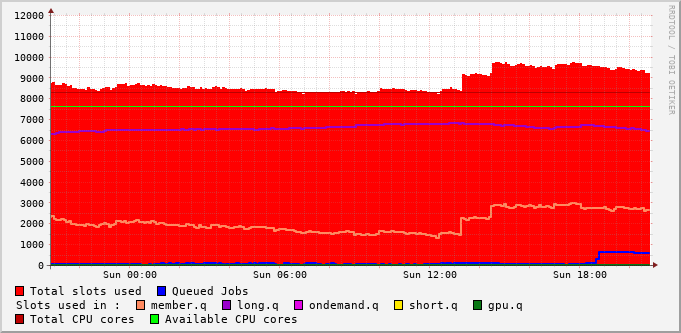 12000
11000
10000
9000
8000
7000
6000
5000
4000
3000
2000
1000
0
Sun 00:00 Sun 06:00 Sun 12:00 Sun 18:00
Total slots used Queued Jobs
Slots used in : member.q long.q ondemand.q short.q gpu.q
Total CPU cores Available CPU cores
RRDTOOL / TOBI OETIKER